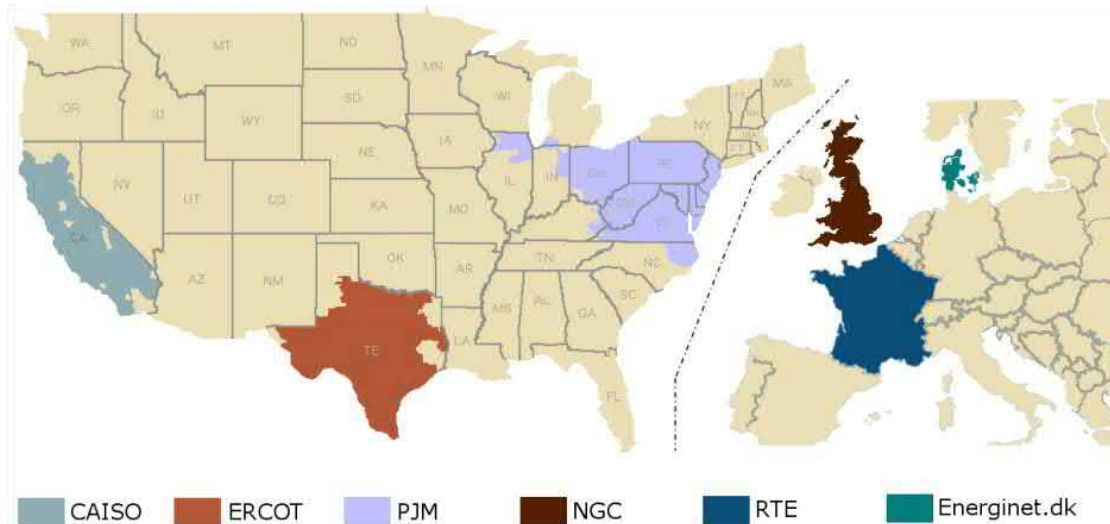 WA
MT
ND
MN
OR
ID
SD
WI
WY
NY
MA
IA
NE
NV
UT
CO
IL
IN
OH
PE
KA
MO
CA
VI
OK
TN
NC
AZ
NM
AR
SC
MS
AL
GA
TE
LA
FL
CAISO
ERCOT
PJM
NGC
RTE
Energinet.dk